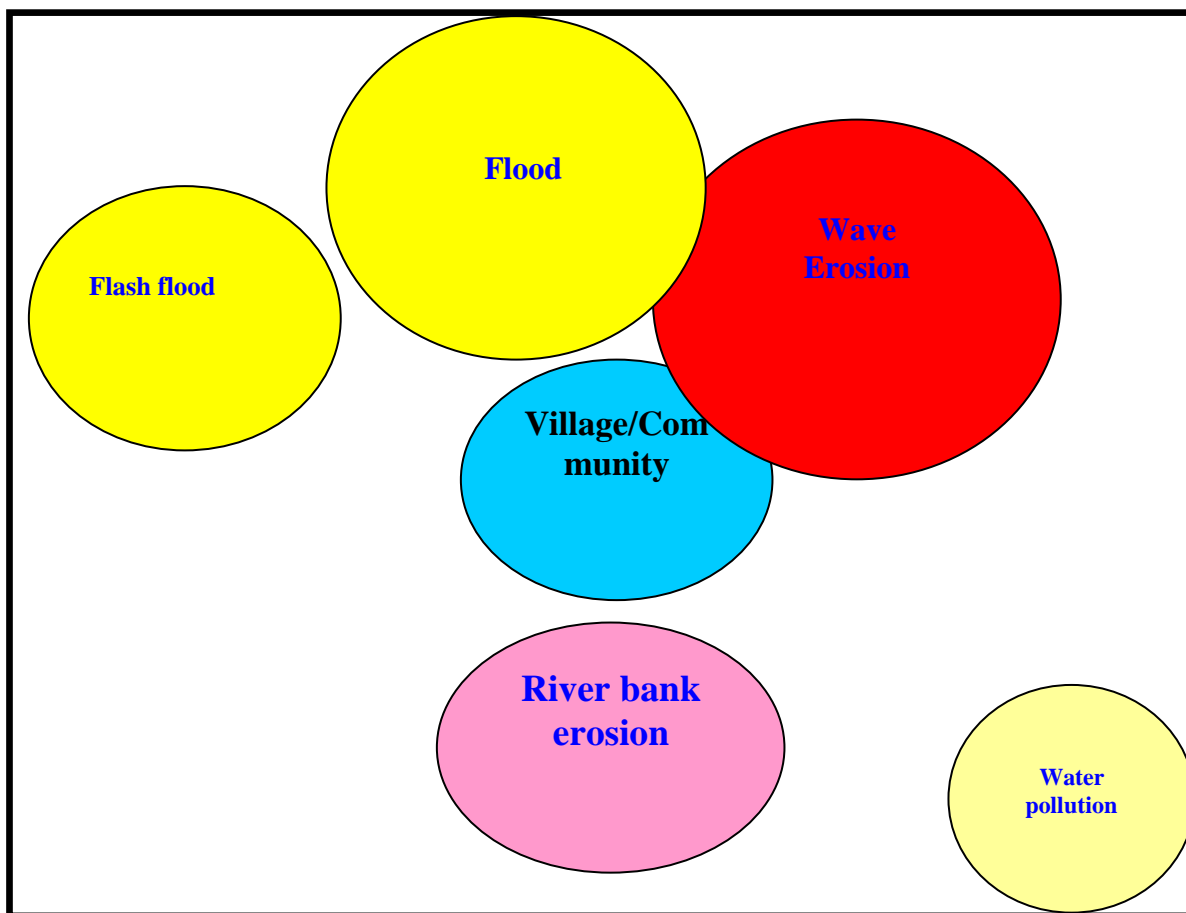 Flood
Wave
Erosion
Flash flood
Village/Com
munity
River bank
erosion
Water
pollution